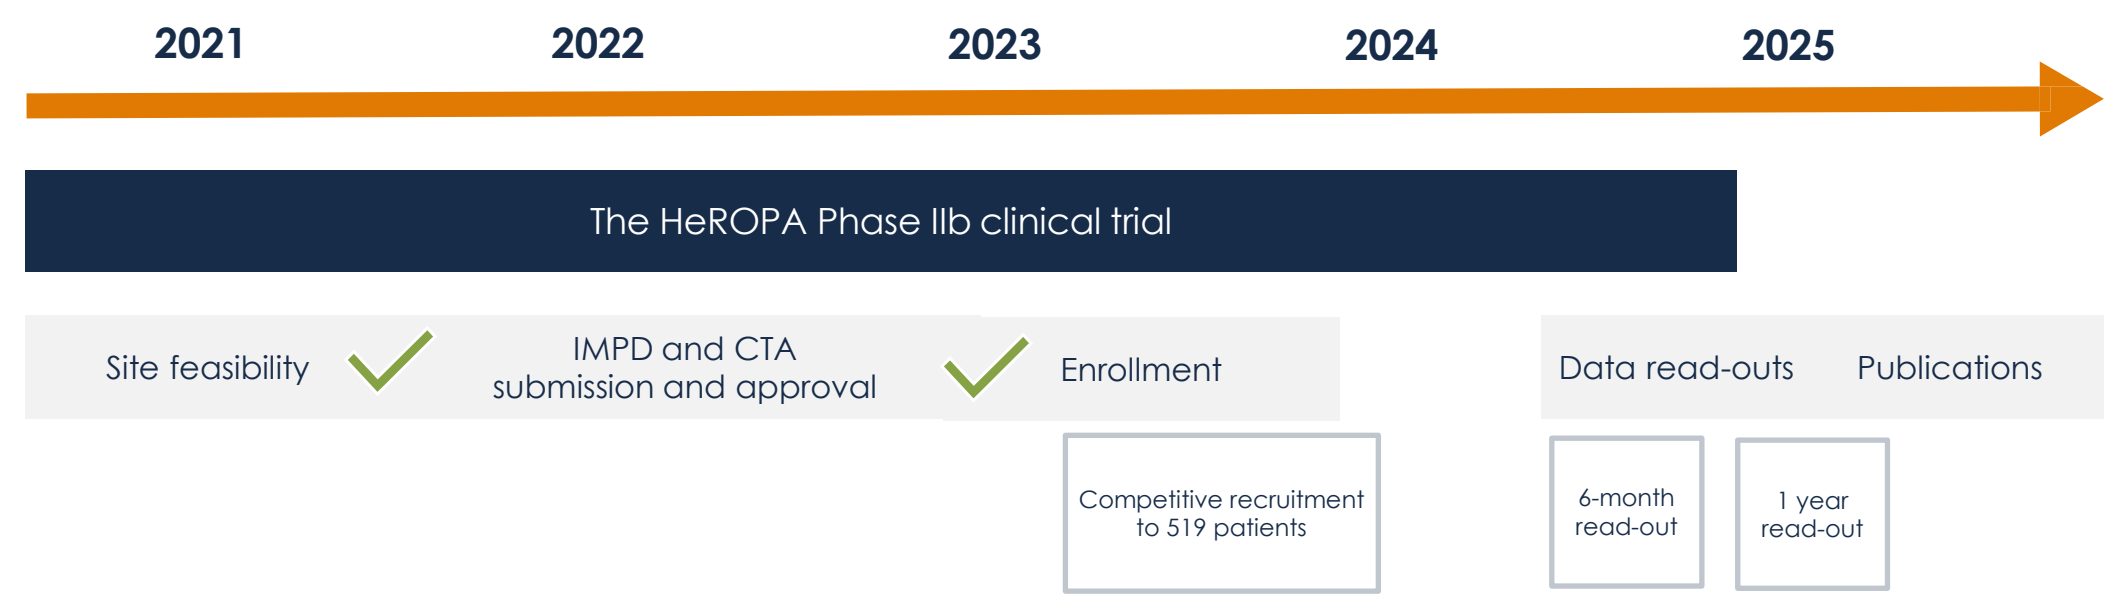 2021 2022 2023 2024 2025
The HeROPA Phase IIb clinical trial
Site feasibility
IMPD and CTA
submission and approval
Enrollment
Data read-outs
Publications
Competitive recruitment
to 519 patients
6-month
read-out
1 year
read-out